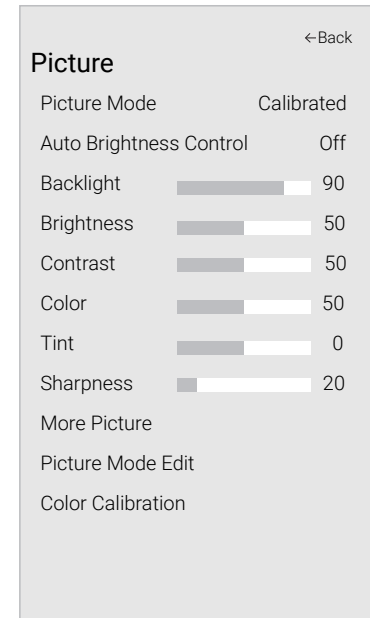 ←Back
Picture
Picture Mode Calibrated
Auto Brightness Control Off
Backlight 90
Brightness 50
Contrast 50
Color 50
Tint 0
Sharpness 20
More Picture
Picture Mode Edit
Color Calibration